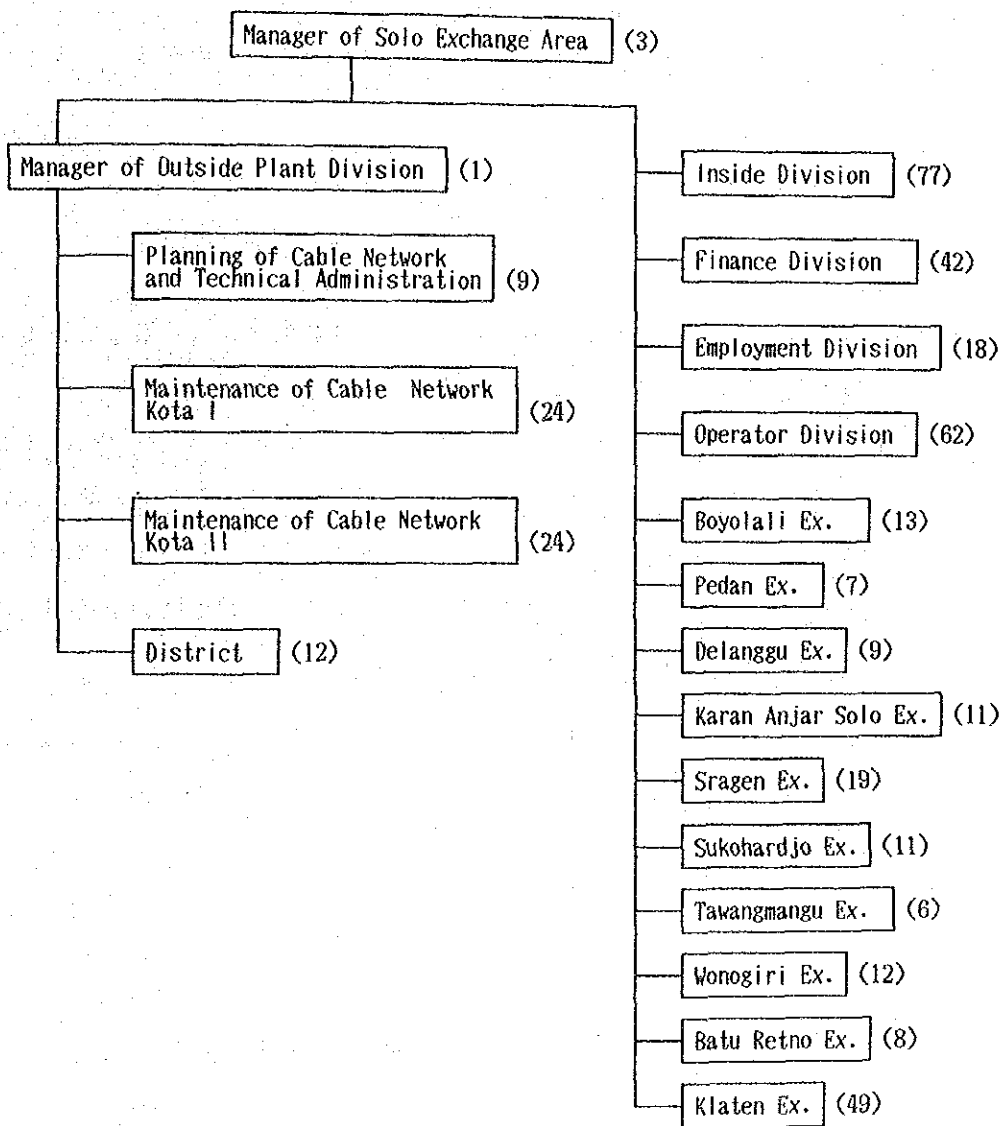 Manager of Solo Exchange Area (3)
Manager of Outside Plant Division (1)
Planning of Cable Network
and Technical Administration (9)
Maintenance of Cable Network
Kota I (24)
Maintenance of Cable Network
Kota II (24)
District (12)
Inside Division (77)
Finance Division (42)
Employment Division (18)
Operator Division (62)
Boyolali Ex. (13)
Pedan Ex. (7)
Delanggu Ex. (9)
Karan Anjar Solo Ex. (11)
Sragen Ex. (19)
Sukohardjo Ex. (11)
Tawangmangu Ex. (6)
Wonogiri Ex. (12)
Batu Retno Ex. (8)
Klaten Ex. (49)